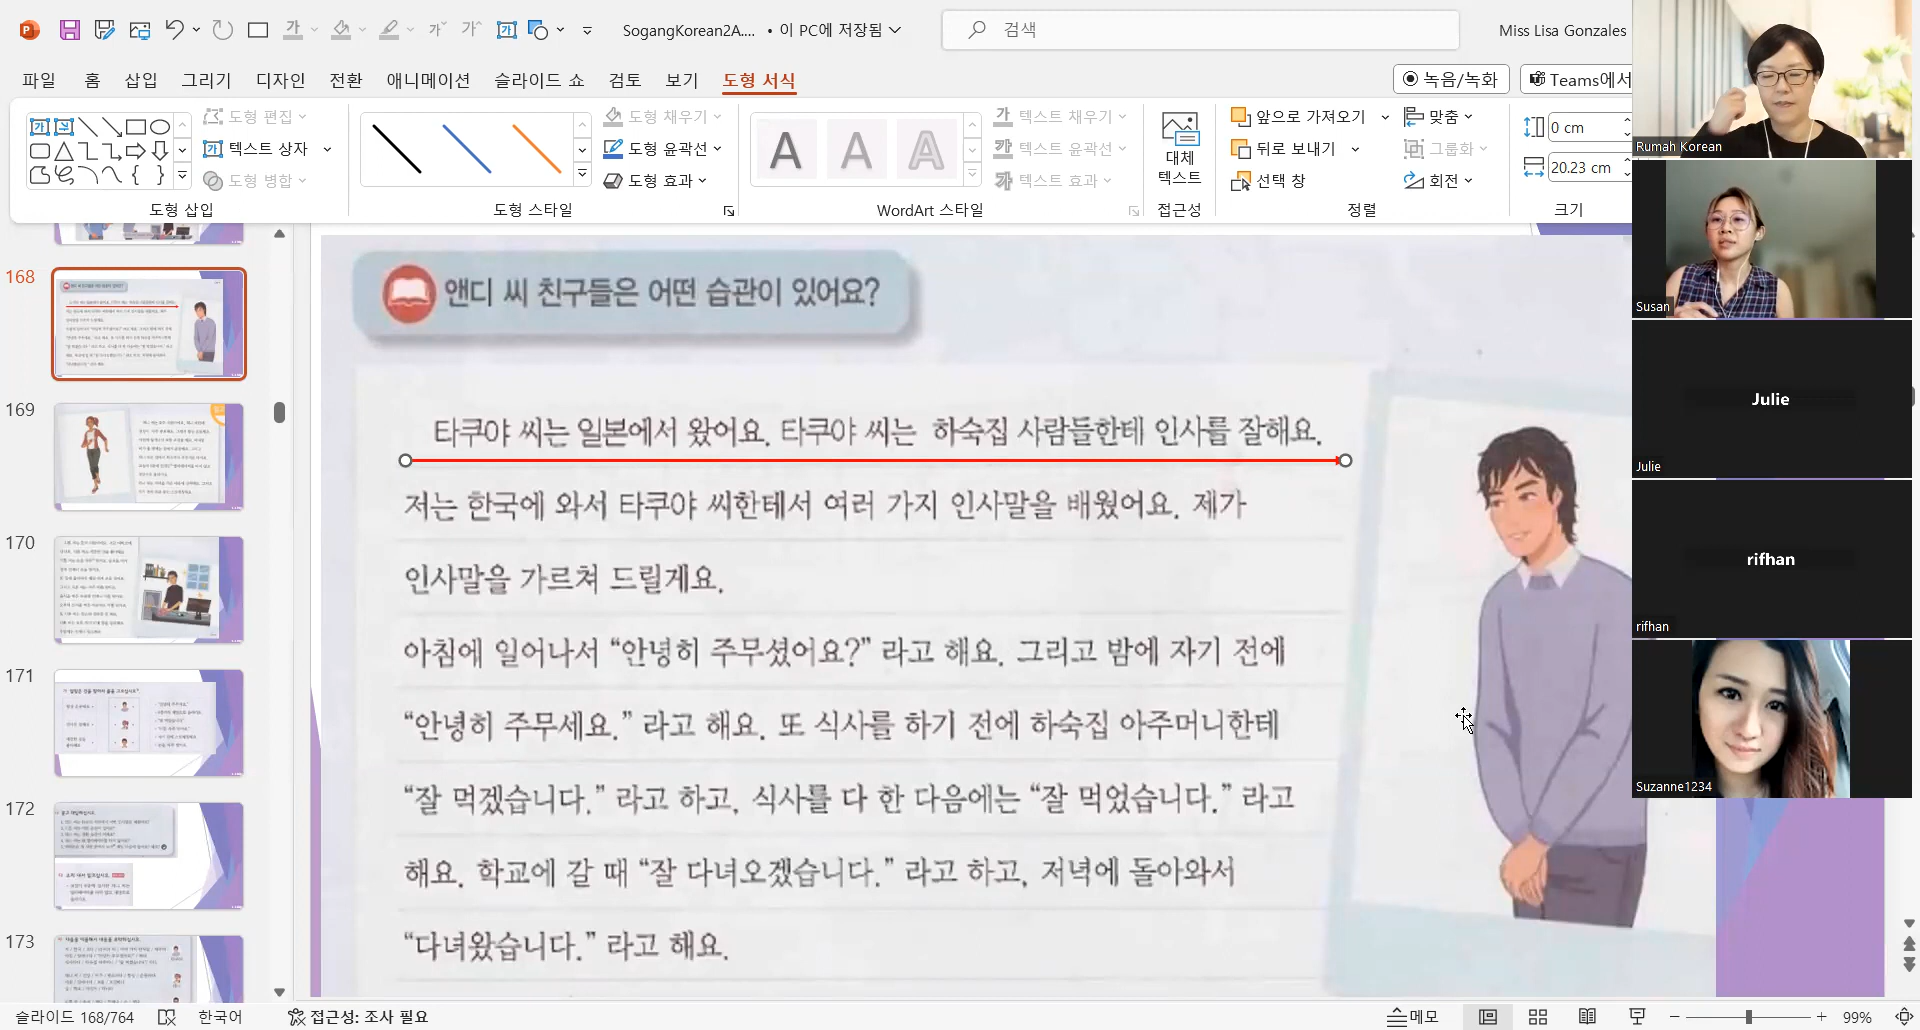 SogangKorean2A.... • 이 PC에 저장됨
검색
Miss Lisa Gonzales
파일 홈 삽입 그리기 디자인 전환 애니메이션 슬라이드 쇼 검토 보기 도형 서식
녹음/녹화
Teams에서
도형 편집
텍스트 상자
도형 병합
도형 삽입
도형 채우기
도형 윤곽선
도형 효과
도형 스타일
텍스트 채우기
텍스트 윤곽선
텍스트 효과
WordArt 스타일
대체
텍스트
접근성
앞으로 가져오기
뒤로 보내기
선택 창
맞춤
그룹화
회전
정렬
0 cm
20.23 cm
크기
168
169
170
171
172
173
앤디 씨 친구들은 어떤 습관이 있어요?
타쿠야 씨는 일본에서 왔어요. 타쿠야 씨는 하숙집 사람들한테 인사를 잘해요.
저는 한국에 와서 타쿠야 씨한테서 여러 가지 인사말을 배웠어요. 제가
인사말을 가르쳐 드릴게요.
아침에 일어나서 “안녕히 주무셨어요?” 라고 해요. 그리고 밤에 자기 전에
“안녕히 주무세요.” 라고 해요. 또 식사를 하기 전에 하숙집 아주머니한테
“잘 먹겠습니다.” 라고 하고, 식사를 다 한 다음에는 “잘 먹었습니다.” 라고
해요. 학교에 갈 때 “잘 다녀오겠습니다.” 라고 하고, 저녁에 돌아와서
“다녀왔습니다.” 라고 해요.
Rumah Korean
Susan
Julie
Julie
rifhan
rifhan
Suzanne1234
슬라이드 168/764
한국어
접근성: 조사 필요
메모
99%